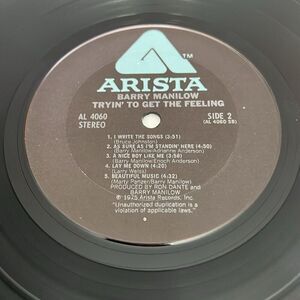 ARISTA
BARRY MANILOW
TRYIN' TO GET THE FEELING
AL 4060
STEREO
SIDE 2
(AL 4060 SB)
1. I WRITE THE SONGS (3:51)
(Bruce Johnston)
2. AS SURE AS I'M STANDIN' HERE (4:50)
(Barry Manilow/Adrienne Anderson)
3. A NICE BOY LIKE ME (3:58)
(Barry Manilow/Enoch Anderson)
4. LAY ME DOWN (4:20)
(Larry Weiss)
5. BEAUTIFUL MUSIC (4:32)
(Marty Panzer/Barry Manilow)
PRODUCED BY RON DANTE and
BARRY MANILOW
℗ 1975 Arista Records, Inc.
"Unauthorized duplication is a
violation of applicable laws."